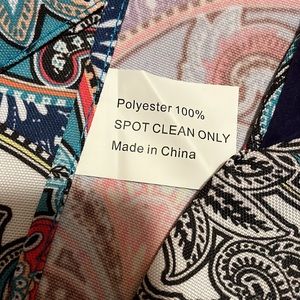 Polyester 100%
SPOT CLEAN ONLY
Made in China